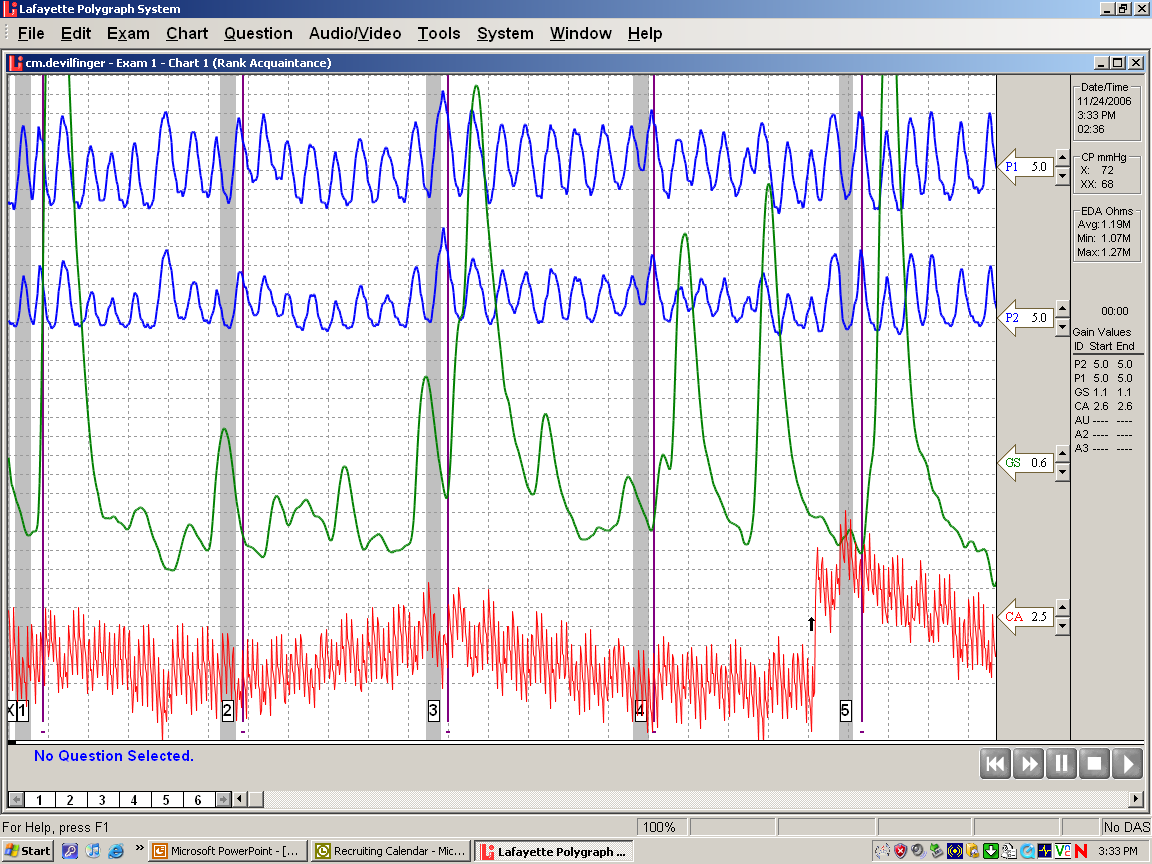 Lafayette Polygraph System
File Edit Exam Chart Question Audio/Video Tools System Window Help
cm.devilfinger - Exam 1 - Chart 1 (Rank Acquaintance)
Date/Time
11/24/2006
3:33 PM
02:36
CP mmHg
X: 72
XX: 68
EDA Ohms
Avg: 1.19M
Min: 1.07M
Max: 1.27M
00:00
Gain Values
ID Start End
P2 5.0 5.0
P1 5.0 5.0
GS 1.1 1.1
CA 2.6 2.6
AU ---- ----
A2 ---- ----
A3 ---- ----
P1 5.0
P2 5.0
GS 0.6
CA 2.5
X 1 2 3 4 5
No Question Selected.
1 2 3 4 5 6
For Help, press F1
100%
No DAS
Start
»
Microsoft PowerPoint - [...
Recruiting Calendar - Mic...
Lafayette Polygraph ...
3:33 PM